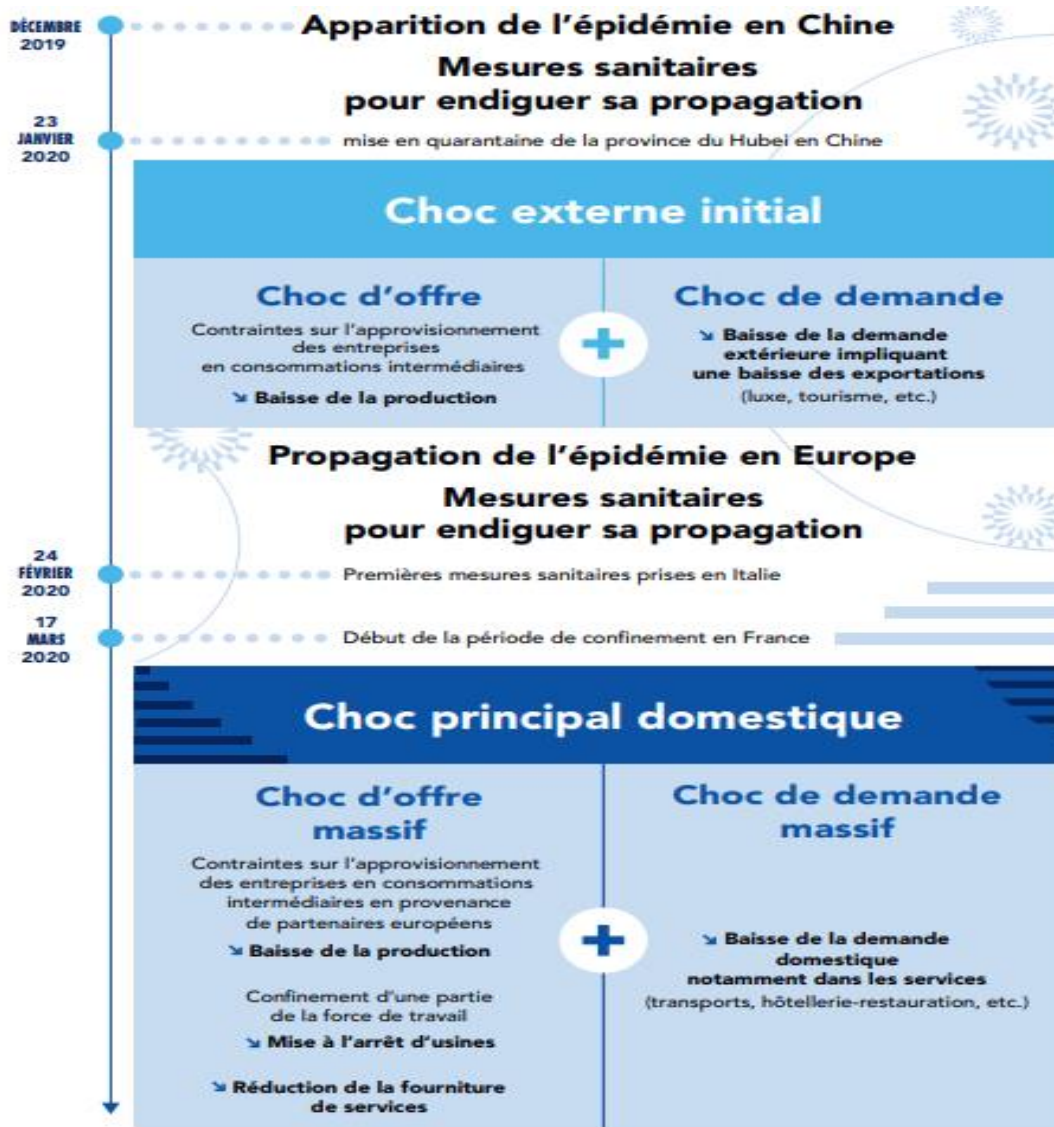 DÉCEMBRE
2019
Apparition de l’épidémie en Chine
Mesures sanitaires
pour endiguer sa propagation
23
JANVIER
2020
mise en quarantaine de la province du Hubei en Chine
Choc externe initial
Choc d’offre
Contraintes sur l’approvisionnement
des entreprises
en consommations intermédiaires
↘ Baisse de la production
+
Choc de demande
↘ Baisse de la demande
extérieure impliquant
une baisse des exportations
(luxe, tourisme, etc.)
Propagation de l’épidémie en Europe
Mesures sanitaires
pour endiguer sa propagation
24
FÉVRIER
2020
Premières mesures sanitaires prises en Italie
17
MARS
2020
Début de la période de confinement en France
Choc principal domestique
Choc d’offre
massif
Contraintes sur l’approvisionnement
des entreprises en consommations
intermédiaires en provenance
de partenaires européens
↘ Baisse de la production
Confinement d’une partie
de la force de travail
↘ Mise à l’arrêt d’usines
↘ Réduction de la fourniture
de services
+
Choc de demande
massif
↘ Baisse de la demande
domestique
notamment dans les services
(transports, hôtellerie-restauration, etc.)